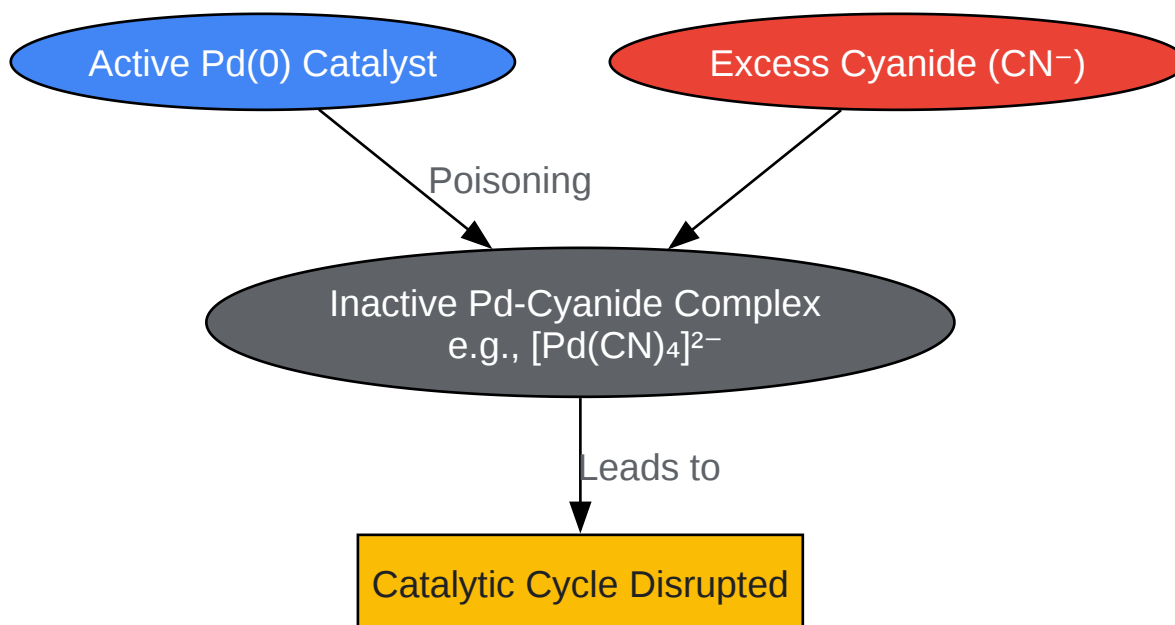 Active Pd(0) Catalyst
Excess Cyanide (CN⁻)
Poisoning
Inactive Pd-Cyanide Complex
e.g., [Pd(CN)₄]²⁻
Leads to
Catalytic Cycle Disrupted